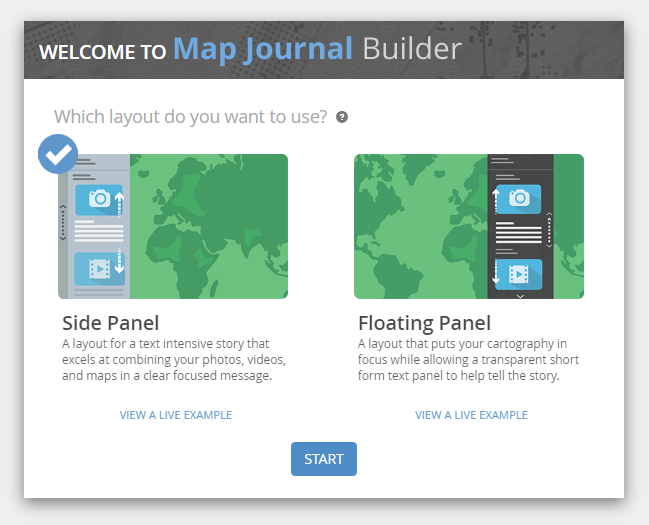 WELCOME TO Map Journal Builder
Which layout do you want to use? ?
Side Panel
A layout for a text intensive story that
excels at combining your photos, videos,
and maps in a clear focused message.
VIEW A LIVE EXAMPLE
Floating Panel
A layout that puts your cartography in
focus while allowing a transparent short
form text panel to help tell the story.
VIEW A LIVE EXAMPLE
START